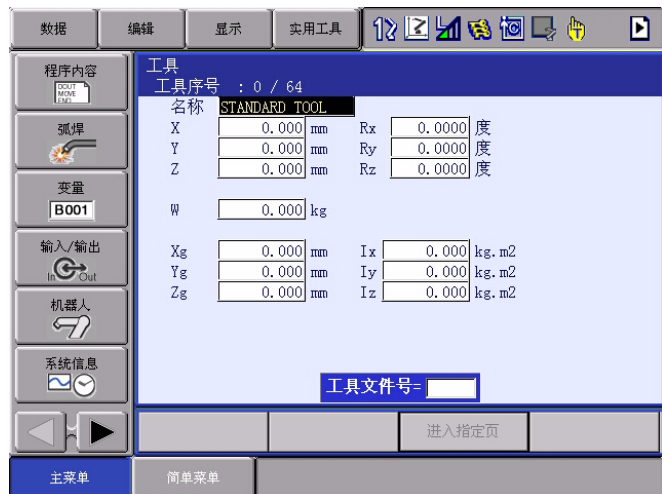 数据 编辑 显示 实用工具
程序内容
DOUT
MOVE
END
弧焊
变量
B001
输入/输出
In Out
机器人
系统信息
工具
工具序号 : 0 / 64
名称 STANDARD TOOL
X 0.000 mm Rx 0.0000 度
Y 0.000 mm Ry 0.0000 度
Z 0.000 mm Rz 0.0000 度
W 0.000 kg
Xg 0.000 mm Ix 0.000 kg.m2
Yg 0.000 mm Iy 0.000 kg.m2
Zg 0.000 mm Iz 0.000 kg.m2
工具文件号=
进入指定页
主菜单 简单菜单